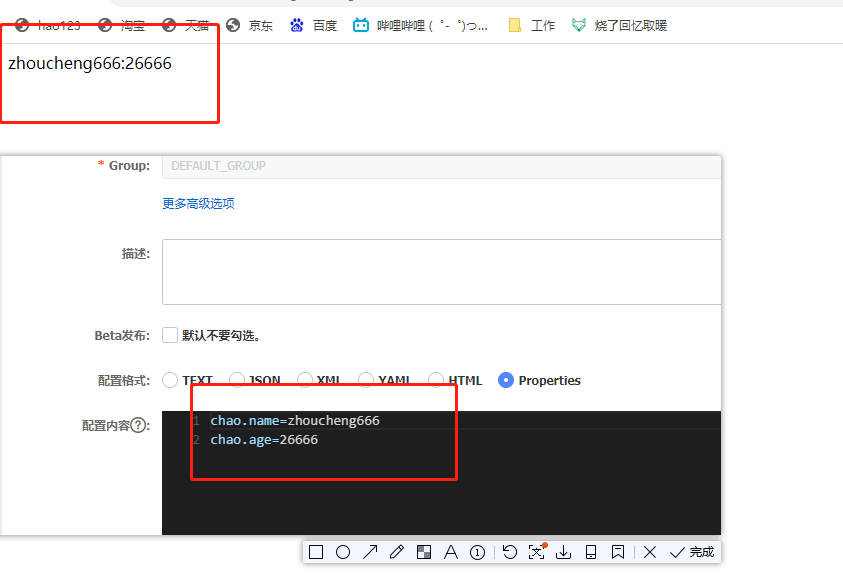 hao123 淘宝 天猫 京东 百度 哔哩哔哩 ( ゜- ゜)つ... 工作 烧了回忆取暖
zhoucheng666:26666
* Group: DEFAULT_GROUP
更多高级选项
描述:
Beta发布: 默认不要勾选。
配置格式: TEXT JSON XML YAML HTML Properties
配置内容?: 1 chao.name=zhoucheng666
2 chao.age=26666
完成